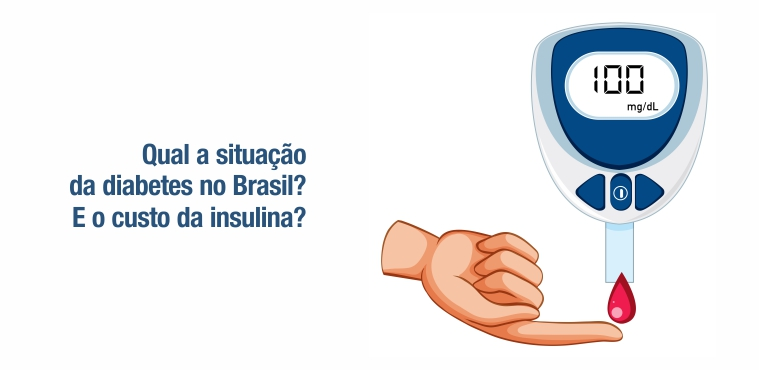 Qual a situação
da diabetes no Brasil?
E o custo da insulina?
100
mg/dL